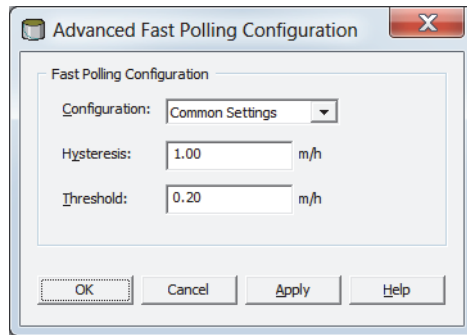 Advanced Fast Polling Configuration
Fast Polling Configuration
Configuration: Common Settings
Hysteresis: 1.00 m/h
Threshold: 0.20 m/h
OK Cancel Apply Help